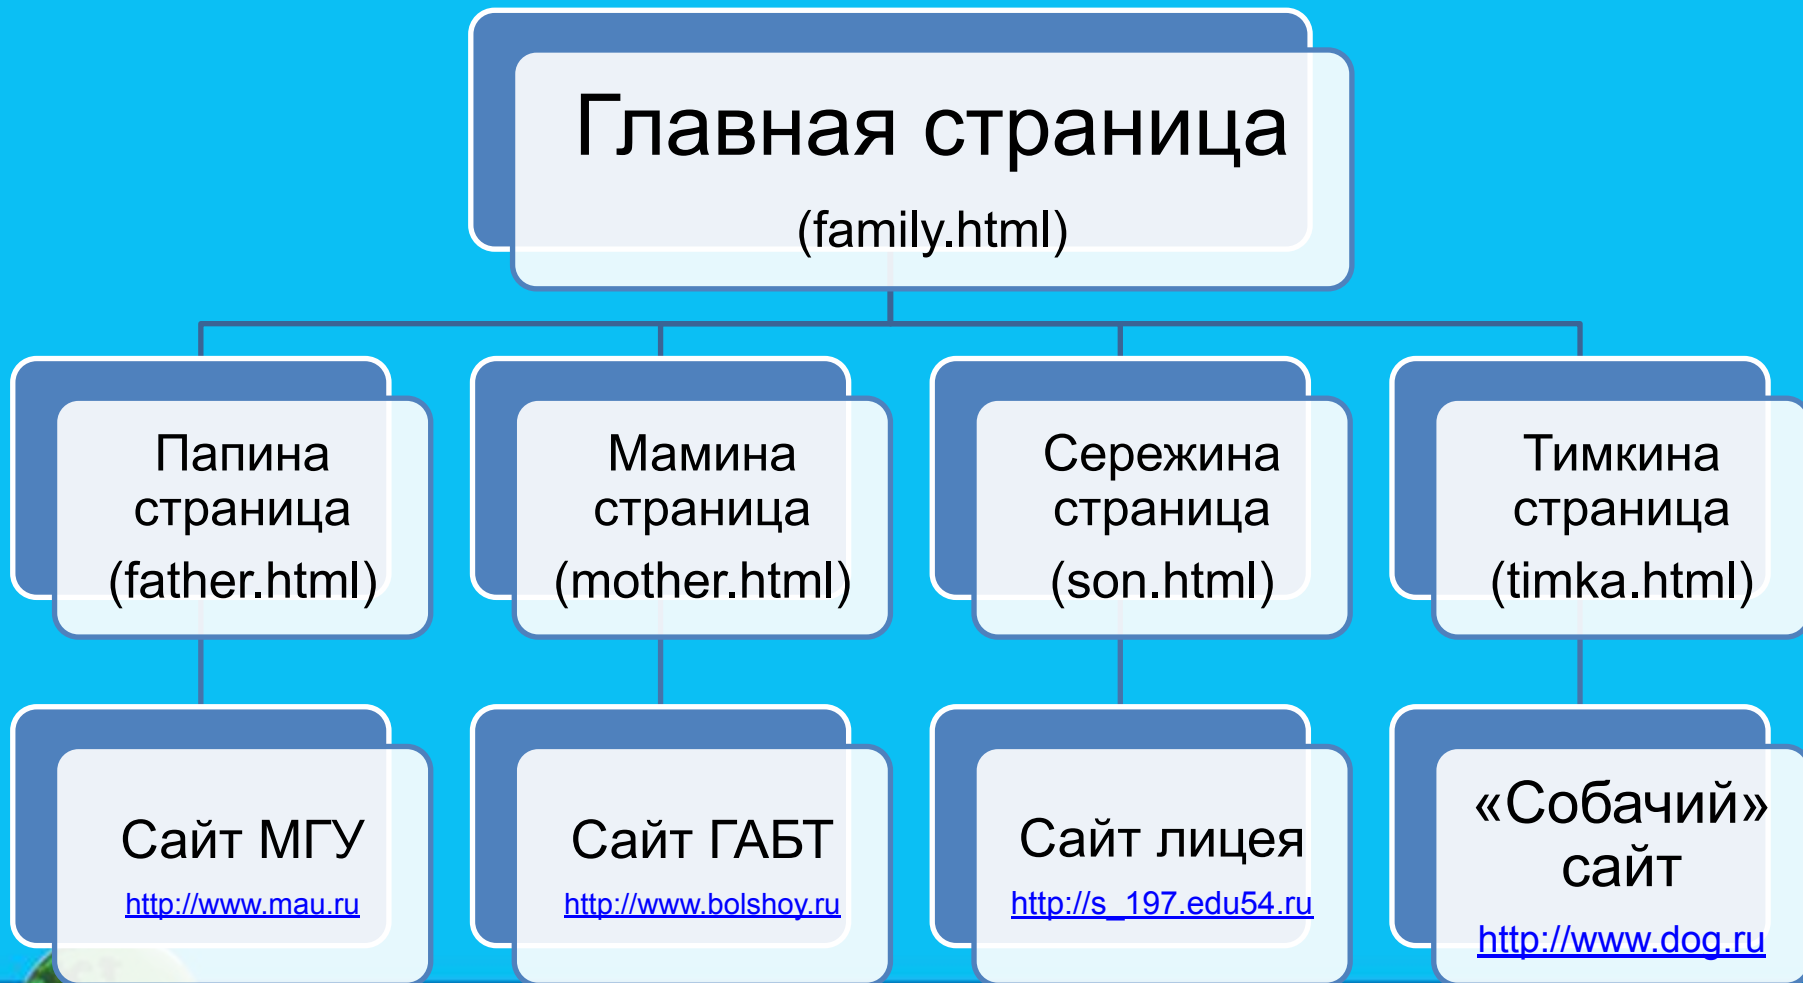 Главная страница
(family.html)
Папина
страница
(father.html)
Мамина
страница
(mother.html)
Сережина
страница
(son.html)
Тимкина
страница
(timka.html)
Сайт МГУ
http://www.mau.ru
Сайт ГАБТ
http://www.bolshoy.ru
Сайт лицея
http://s_197.edu54.ru
«Собачий»
сайт
http://www.dog.ru